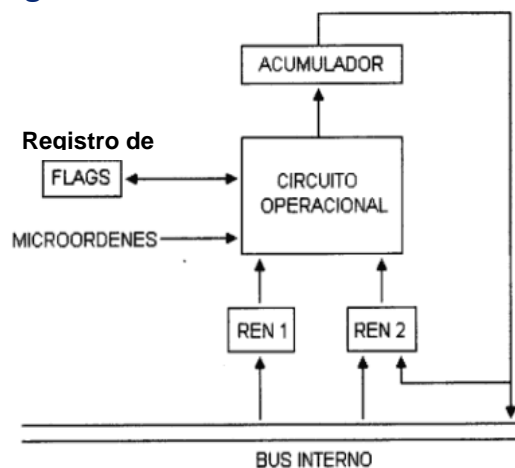 ACUMULADOR
Registro de
FLAGS
CIRCUITO
OPERACIONAL
MICROORDENES
REN 1
REN 2
BUS INTERNO